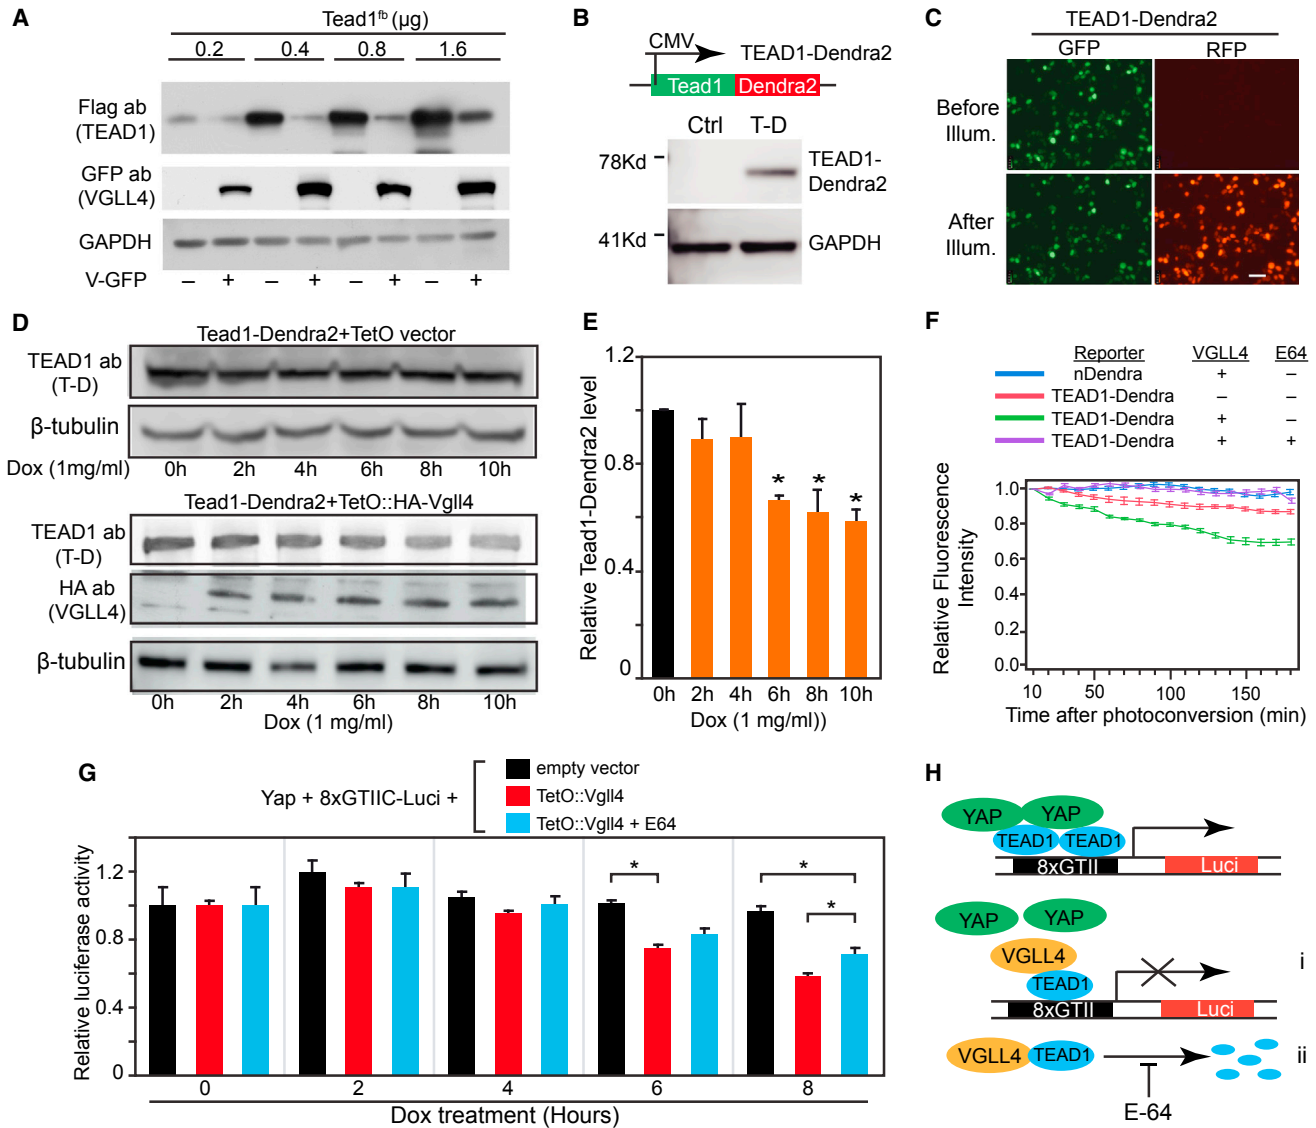 A
Tead1fb (μg)
0.2 0.4 0.8 1.6
Flag ab
(TEAD1)
GFP ab
(VGLL4)
GAPDH
V-GFP – + – + – + – +
B
CMV
TEAD1-Dendra2
Tead1 Dendra2
Ctrl T-D
78Kd
TEAD1-
Dendra2
41Kd
GAPDH
C
TEAD1-Dendra2
GFP RFP
Before
Illum.
After
Illum.
D
Tead1-Dendra2+TetO vector
TEAD1 ab
(T-D)
β-tubulin
Dox (1mg/ml) 0h 2h 4h 6h 8h 10h
Tead1-Dendra2+TetO::HA-Vgll4
TEAD1 ab
(T-D)
HA ab
(VGLL4)
β-tubulin
0h 2h 4h 6h 8h 10h
Dox (1 mg/ml)
E
Relative Tead1-Dendra2 level
1.2
0.8
0.4
0
* * *
0h 2h 4h 6h 8h 10h
Dox (1 mg/ml))
F
Reporter VGLL4 E64
nDendra + –
TEAD1-Dendra – –
TEAD1-Dendra + –
TEAD1-Dendra + +
Relative Fluorescence
Intensity
1.0
0.8
0.6
0.4
0.2
0.0
10 50 100 150
Time after photoconversion (min)
G
Yap + 8xGTIIC-Luci +
empty vector
TetO::Vgll4
TetO::Vgll4 + E64
Relative luciferase activity
1.2
0.8
0.4
0
* * *
0 2 4 6 8
Dox treatment (Hours)
H
YAP YAP
TEAD1 TEAD1
8xGTII Luci
YAP YAP
VGLL4
TEAD1
i
8xGTII Luci
VGLL4 TEAD1
ii
E-64